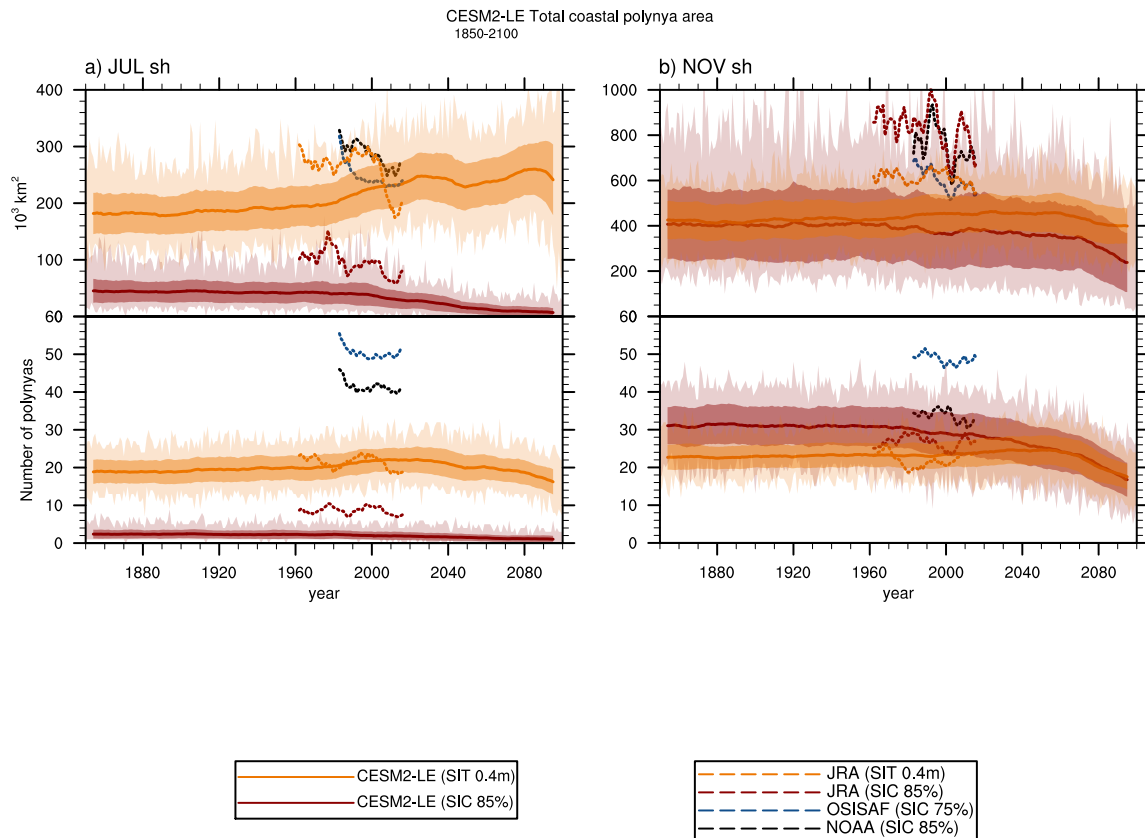 CESM2-LE Total coastal polynya area
1850-2100
a) JUL sh
b) NOV sh
400
300
200
100
0
10³ km²
1000
800
600
400
200
0
60
50
40
30
20
10
0
Number of polynyas
60
50
40
30
20
10
0
1880 1920 1960 2000 2040 2080
year
1880 1920 1960 2000 2040 2080
year
CESM2-LE (SIT 0.4m)
CESM2-LE (SIC 85%)
JRA (SIT 0.4m)
JRA (SIC 85%)
OSISAF (SIC 75%)
NOAA (SIC 85%)